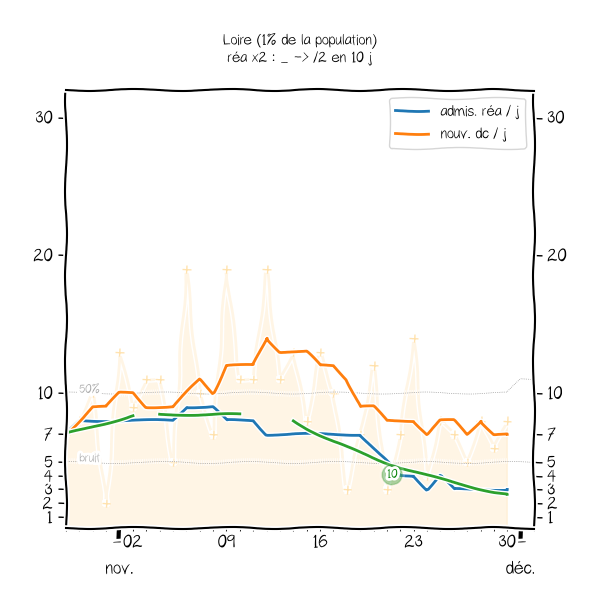 Loire (1% de la population)
réa x2 : _ -> /2 en 10 j
admis. réa / j
nouv. dc / j
30 30
20 20
10 10
7 7
5 5
4 4
3 3
2 2
1 1
50%
bruit
10
02 09 16 23 30
nov. déc.